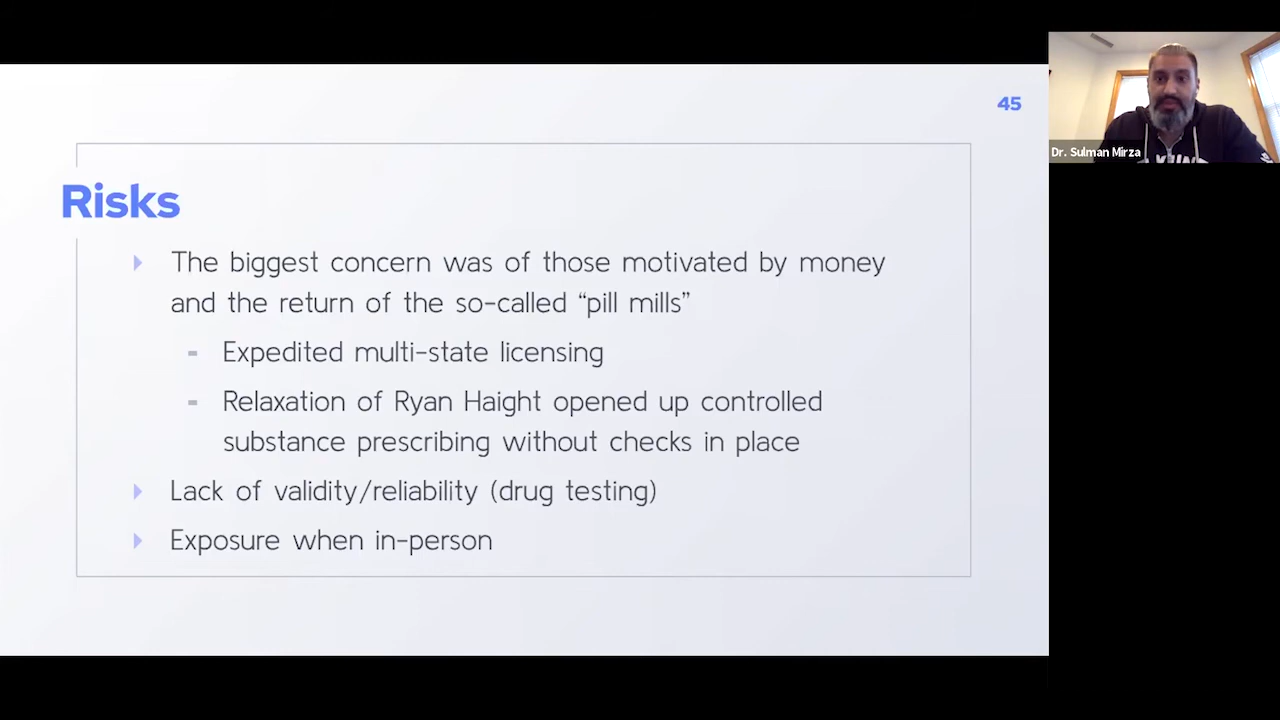 45
Dr. Sulman Mirza
Risks
The biggest concern was of those motivated by money
and the return of the so-called “pill mills”
Expedited multi-state licensing
Relaxation of Ryan Haight opened up controlled
substance prescribing without checks in place
Lack of validity/reliability (drug testing)
Exposure when in-person